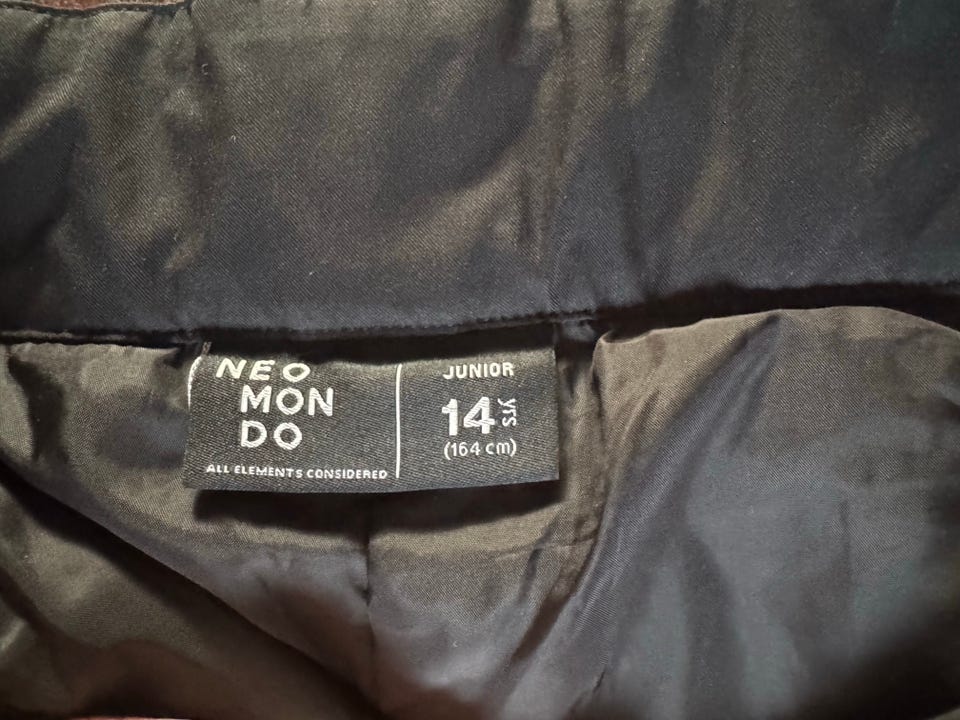 NEO
MON
DO
ALL ELEMENTS CONSIDERED
JUNIOR
14 yrs
(164 cm)